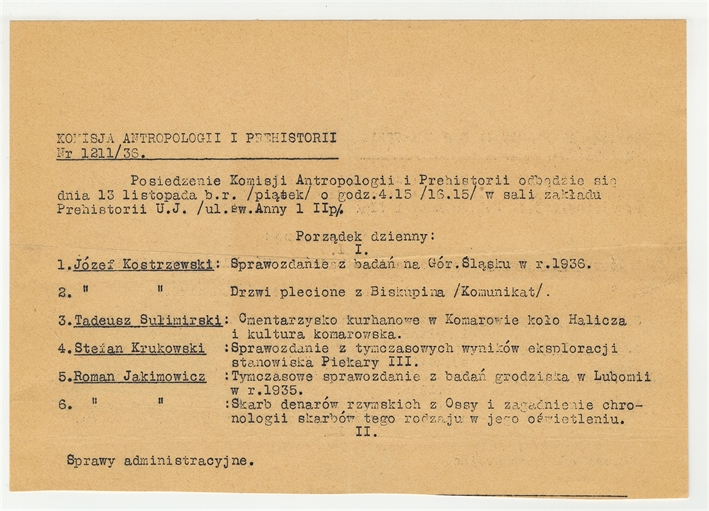 KOMISJA ANTROPOLOGII I PREHISTORII
Nr 1211/36.
Posiedzenie Komisji Antropologii i Prehistorii odbędzie się
dnia 13 listopada b.r. /piątek/ o godz.4.15 /16.15/ w sali zakładu
Prehistorii U.J. /ul.św.Anny 1 IIp/.
Porządek dzienny:
I.
1.Józef Kostrzewski: Sprawozdanie z badań na Gór.Śląsku w r.1936.
2. " " Drzwi plecione z Biskupina /Komunikat/.
3.Tadeusz Sulimirski: Cmentarzysko kurhanowe w Komarowie koło Halicza
i kultura komarowska.
4.Stefan Krukowski :Sprawozdanie z tymczasowych wyników eksploracji
stanowiska Piekary III.
5.Roman Jakimowicz :Tymczasowe sprawozdanie z badań grodziska w Lubomii
w r.1935.
6. " " :Skarb denarów rzymskich z Ossy i zagadnienie chro-
nologii skarbów tego rodzaju w jego oświetleniu.
II.
Sprawy administracyjne.